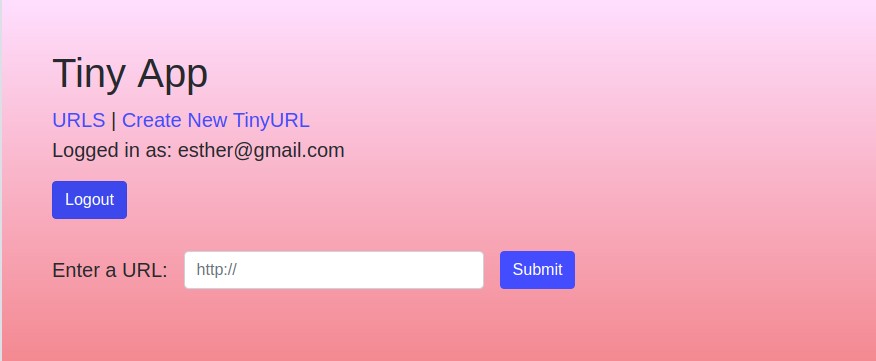 Tiny App
URLS | Create New TinyURL
Logged in as: esther@gmail.com
Logout
Enter a URL: http:// Submit